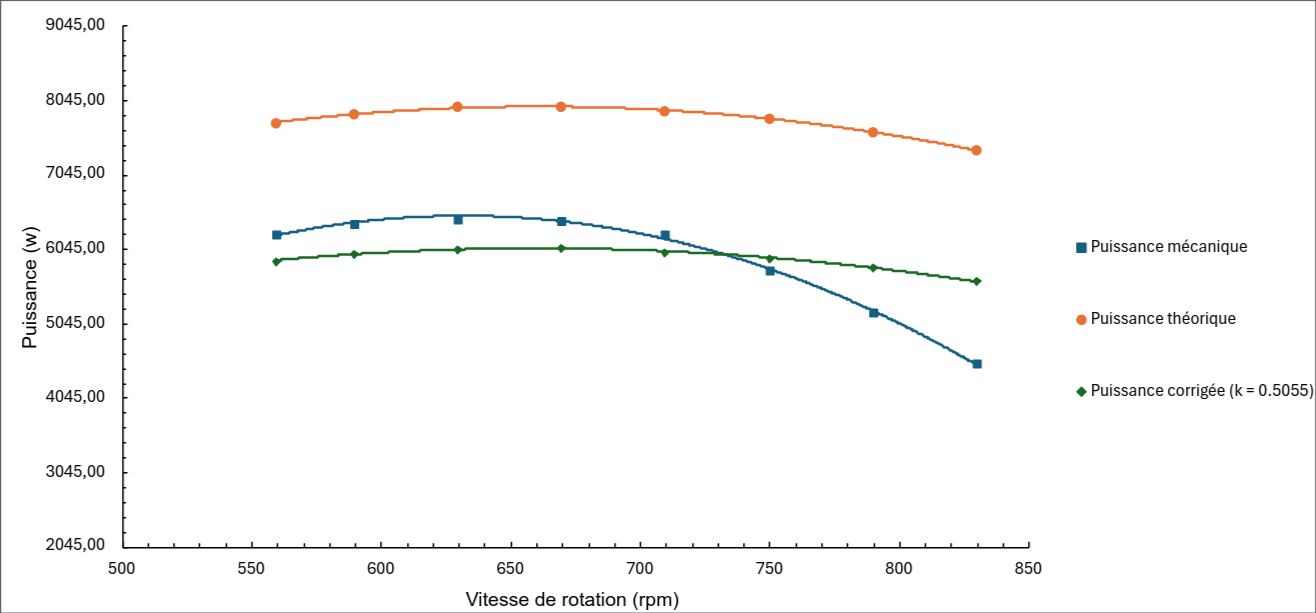 9045,00
8045,00
7045,00
6045,00
5045,00
4045,00
3045,00
2045,00
Puissance (w)
500 550 600 650 700 750 800 850
Vitesse de rotation (rpm)
Puissance mécanique
Puissance théorique
Puissance corrigée (k = 0.5055)